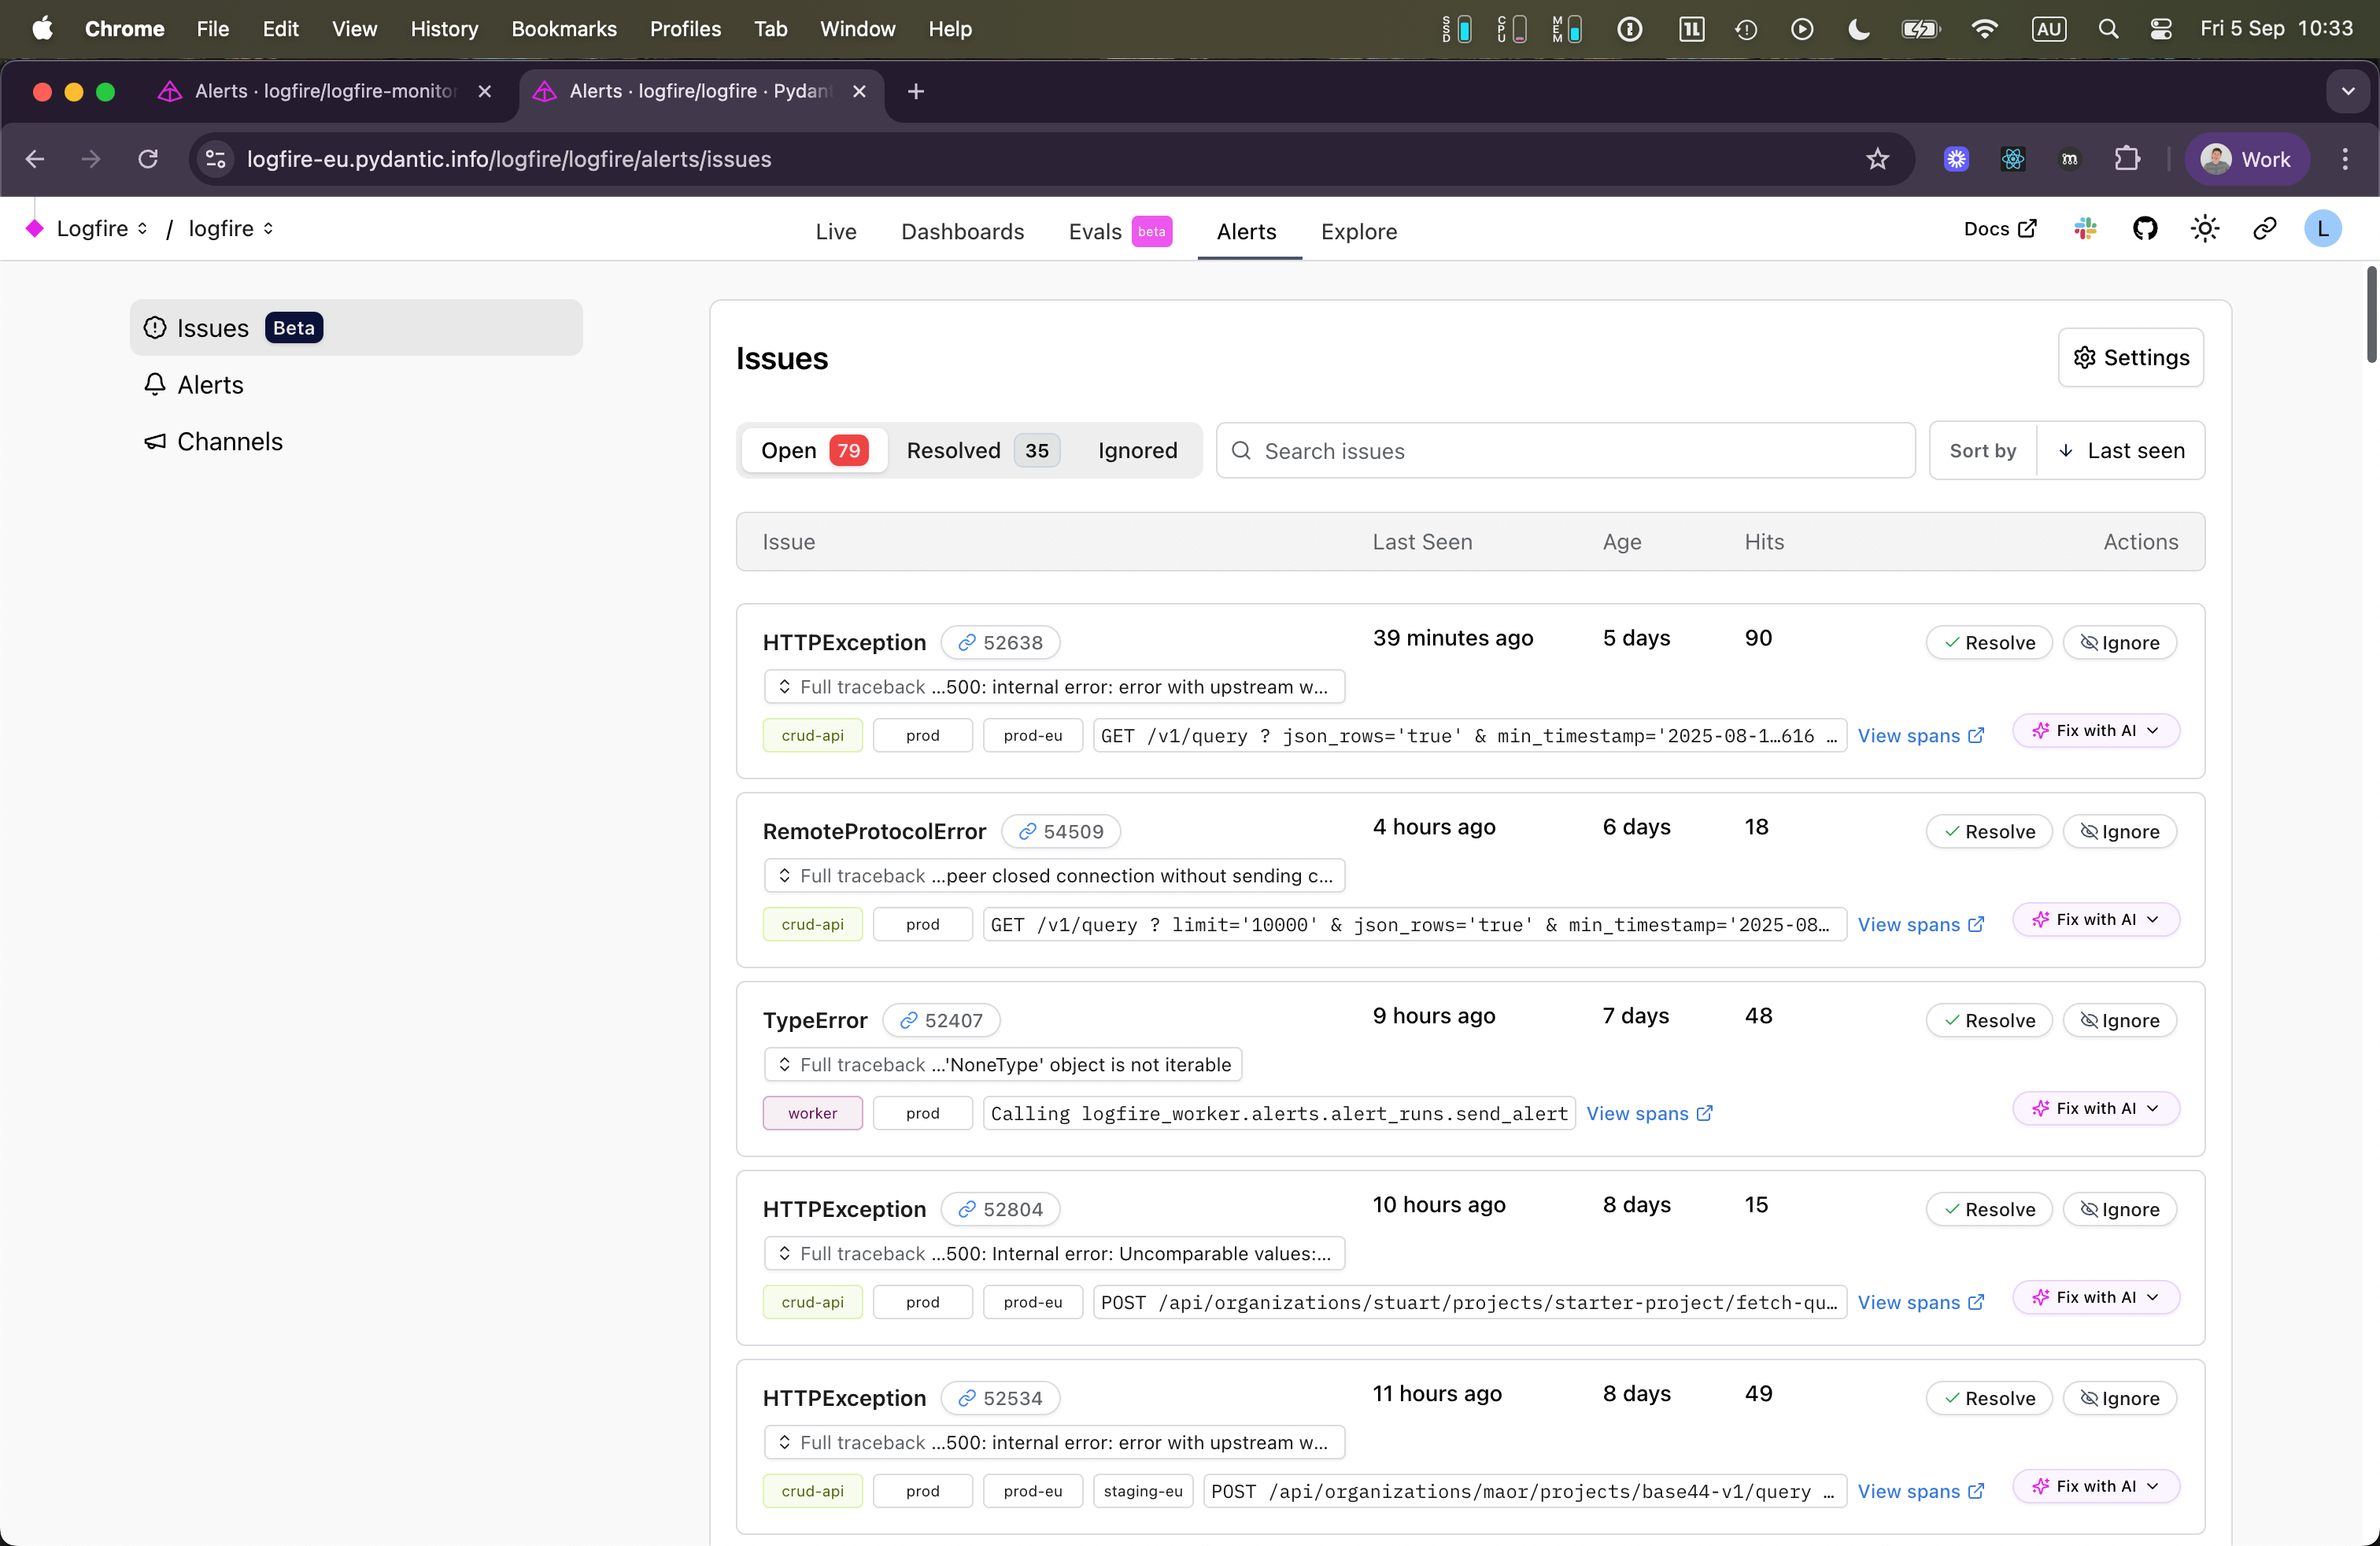 Chrome File Edit View History Bookmarks Profiles Tab Window Help SSD CPU MEM AU Fri 5 Sep 10:33
Alerts · logfire/logfire-monitor Alerts · logfire/logfire · Pydan
logfire-eu.pydantic.info/logfire/logfire/alerts/issues m Work
Logfire / logfire Live Dashboards Evals beta Alerts Explore Docs L
Issues Beta
Alerts
Channels
Issues Settings
Open 79 Resolved 35 Ignored Search issues Sort by Last seen
Issue Last Seen Age Hits Actions
HTTPException 52638 39 minutes ago 5 days 90 Resolve Ignore
Full traceback ...500: internal error: error with upstream w...
crud-api prod prod-eu GET /v1/query ? json_rows='true' & min_timestamp='2025-08-1…616 … View spans Fix with AI
RemoteProtocolError 54509 4 hours ago 6 days 18 Resolve Ignore
Full traceback ...peer closed connection without sending c...
crud-api prod GET /v1/query ? limit='10000' & json_rows='true' & min_timestamp='2025-08… View spans Fix with AI
TypeError 52407 9 hours ago 7 days 48 Resolve Ignore
Full traceback ...'NoneType' object is not iterable
worker prod Calling logfire_worker.alerts.alert_runs.send_alert View spans Fix with AI
HTTPException 52804 10 hours ago 8 days 15 Resolve Ignore
Full traceback ...500: Internal error: Uncomparable values:...
crud-api prod prod-eu POST /api/organizations/stuart/projects/starter-project/fetch-qu… View spans Fix with AI
HTTPException 52534 11 hours ago 8 days 49 Resolve Ignore
Full traceback ...500: internal error: error with upstream w...
crud-api prod prod-eu staging-eu POST /api/organizations/maor/projects/base44-v1/query … View spans Fix with AI